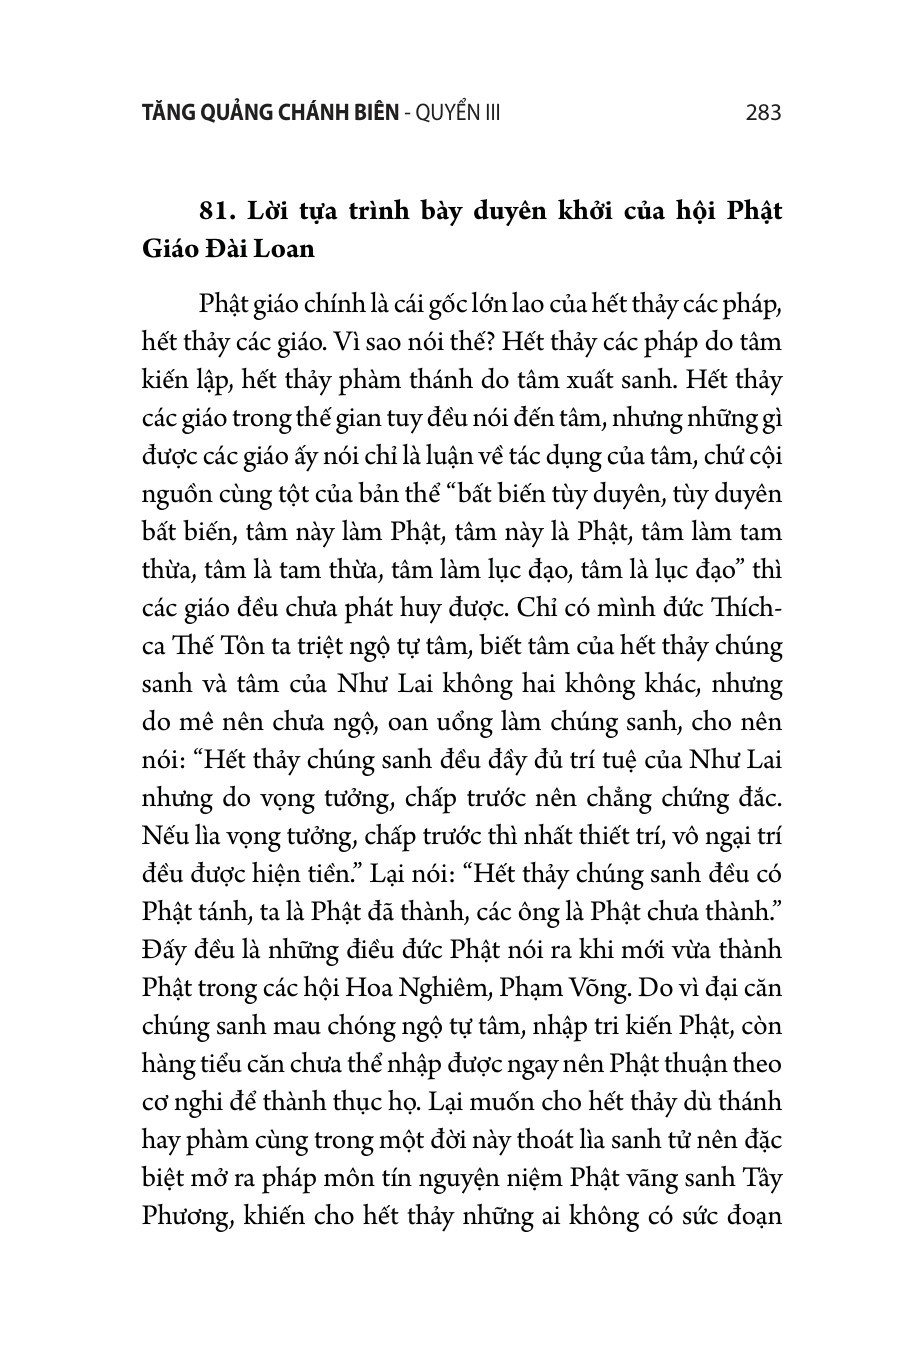 TĂNG QUẢNG CHÁNH BIÊN - QUYỂN III 283
81. Lời tựa trình bày duyên khởi của hội Phật
Giáo Đài Loan
Phật giáo chính là cái gốc lớn lao của hết thảy các pháp,
hết thảy các giáo. Vì sao nói thế? Hết thảy các pháp do tâm
kiến lập, hết thảy phàm thánh do tâm xuất sanh. Hết thảy
các giáo trong thế gian tuy đều nói đến tâm, nhưng những gì
được các giáo ấy nói chỉ là luận về tác dụng của tâm, chứ cội
nguồn cùng tột của bản thể “bất biến tùy duyên, tùy duyên
bất biến, tâm này làm Phật, tâm này là Phật, tâm làm tam
thừa, tâm là tam thừa, tâm làm lục đạo, tâm là lục đạo” thì
các giáo đều chưa phát huy được. Chỉ có mình đức Thích-
ca Thế Tôn ta triệt ngộ tự tâm, biết tâm của hết thảy chúng
sanh và tâm của Như Lai không hai không khác, nhưng
do mê nên chưa ngộ, oan uổng làm chúng sanh, cho nên
nói: “Hết thảy chúng sanh đều đầy đủ trí tuệ của Như Lai
nhưng do vọng tưởng, chấp trước nên chẳng chứng đắc.
Nếu lìa vọng tưởng, chấp trước thì nhất thiết trí, vô ngại trí
đều được hiện tiền.” Lại nói: “Hết thảy chúng sanh đều có
Phật tánh, ta là Phật đã thành, các ông là Phật chưa thành.”
Đấy đều là những điều đức Phật nói ra khi mới vừa thành
Phật trong các hội Hoa Nghiêm, Phạm Võng. Do vì đại căn
chúng sanh mau chóng ngộ tự tâm, nhập tri kiến Phật, còn
hàng tiểu căn chưa thể nhập được ngay nên Phật thuận theo
cơ nghi để thành thục họ. Lại muốn cho hết thảy dù thánh
hay phàm cùng trong một đời này thoát lìa sanh tử nên đặc
biệt mở ra pháp môn tín nguyện niệm Phật vãng sanh Tây
Phương, khiến cho hết thảy những ai không có sức đoạn